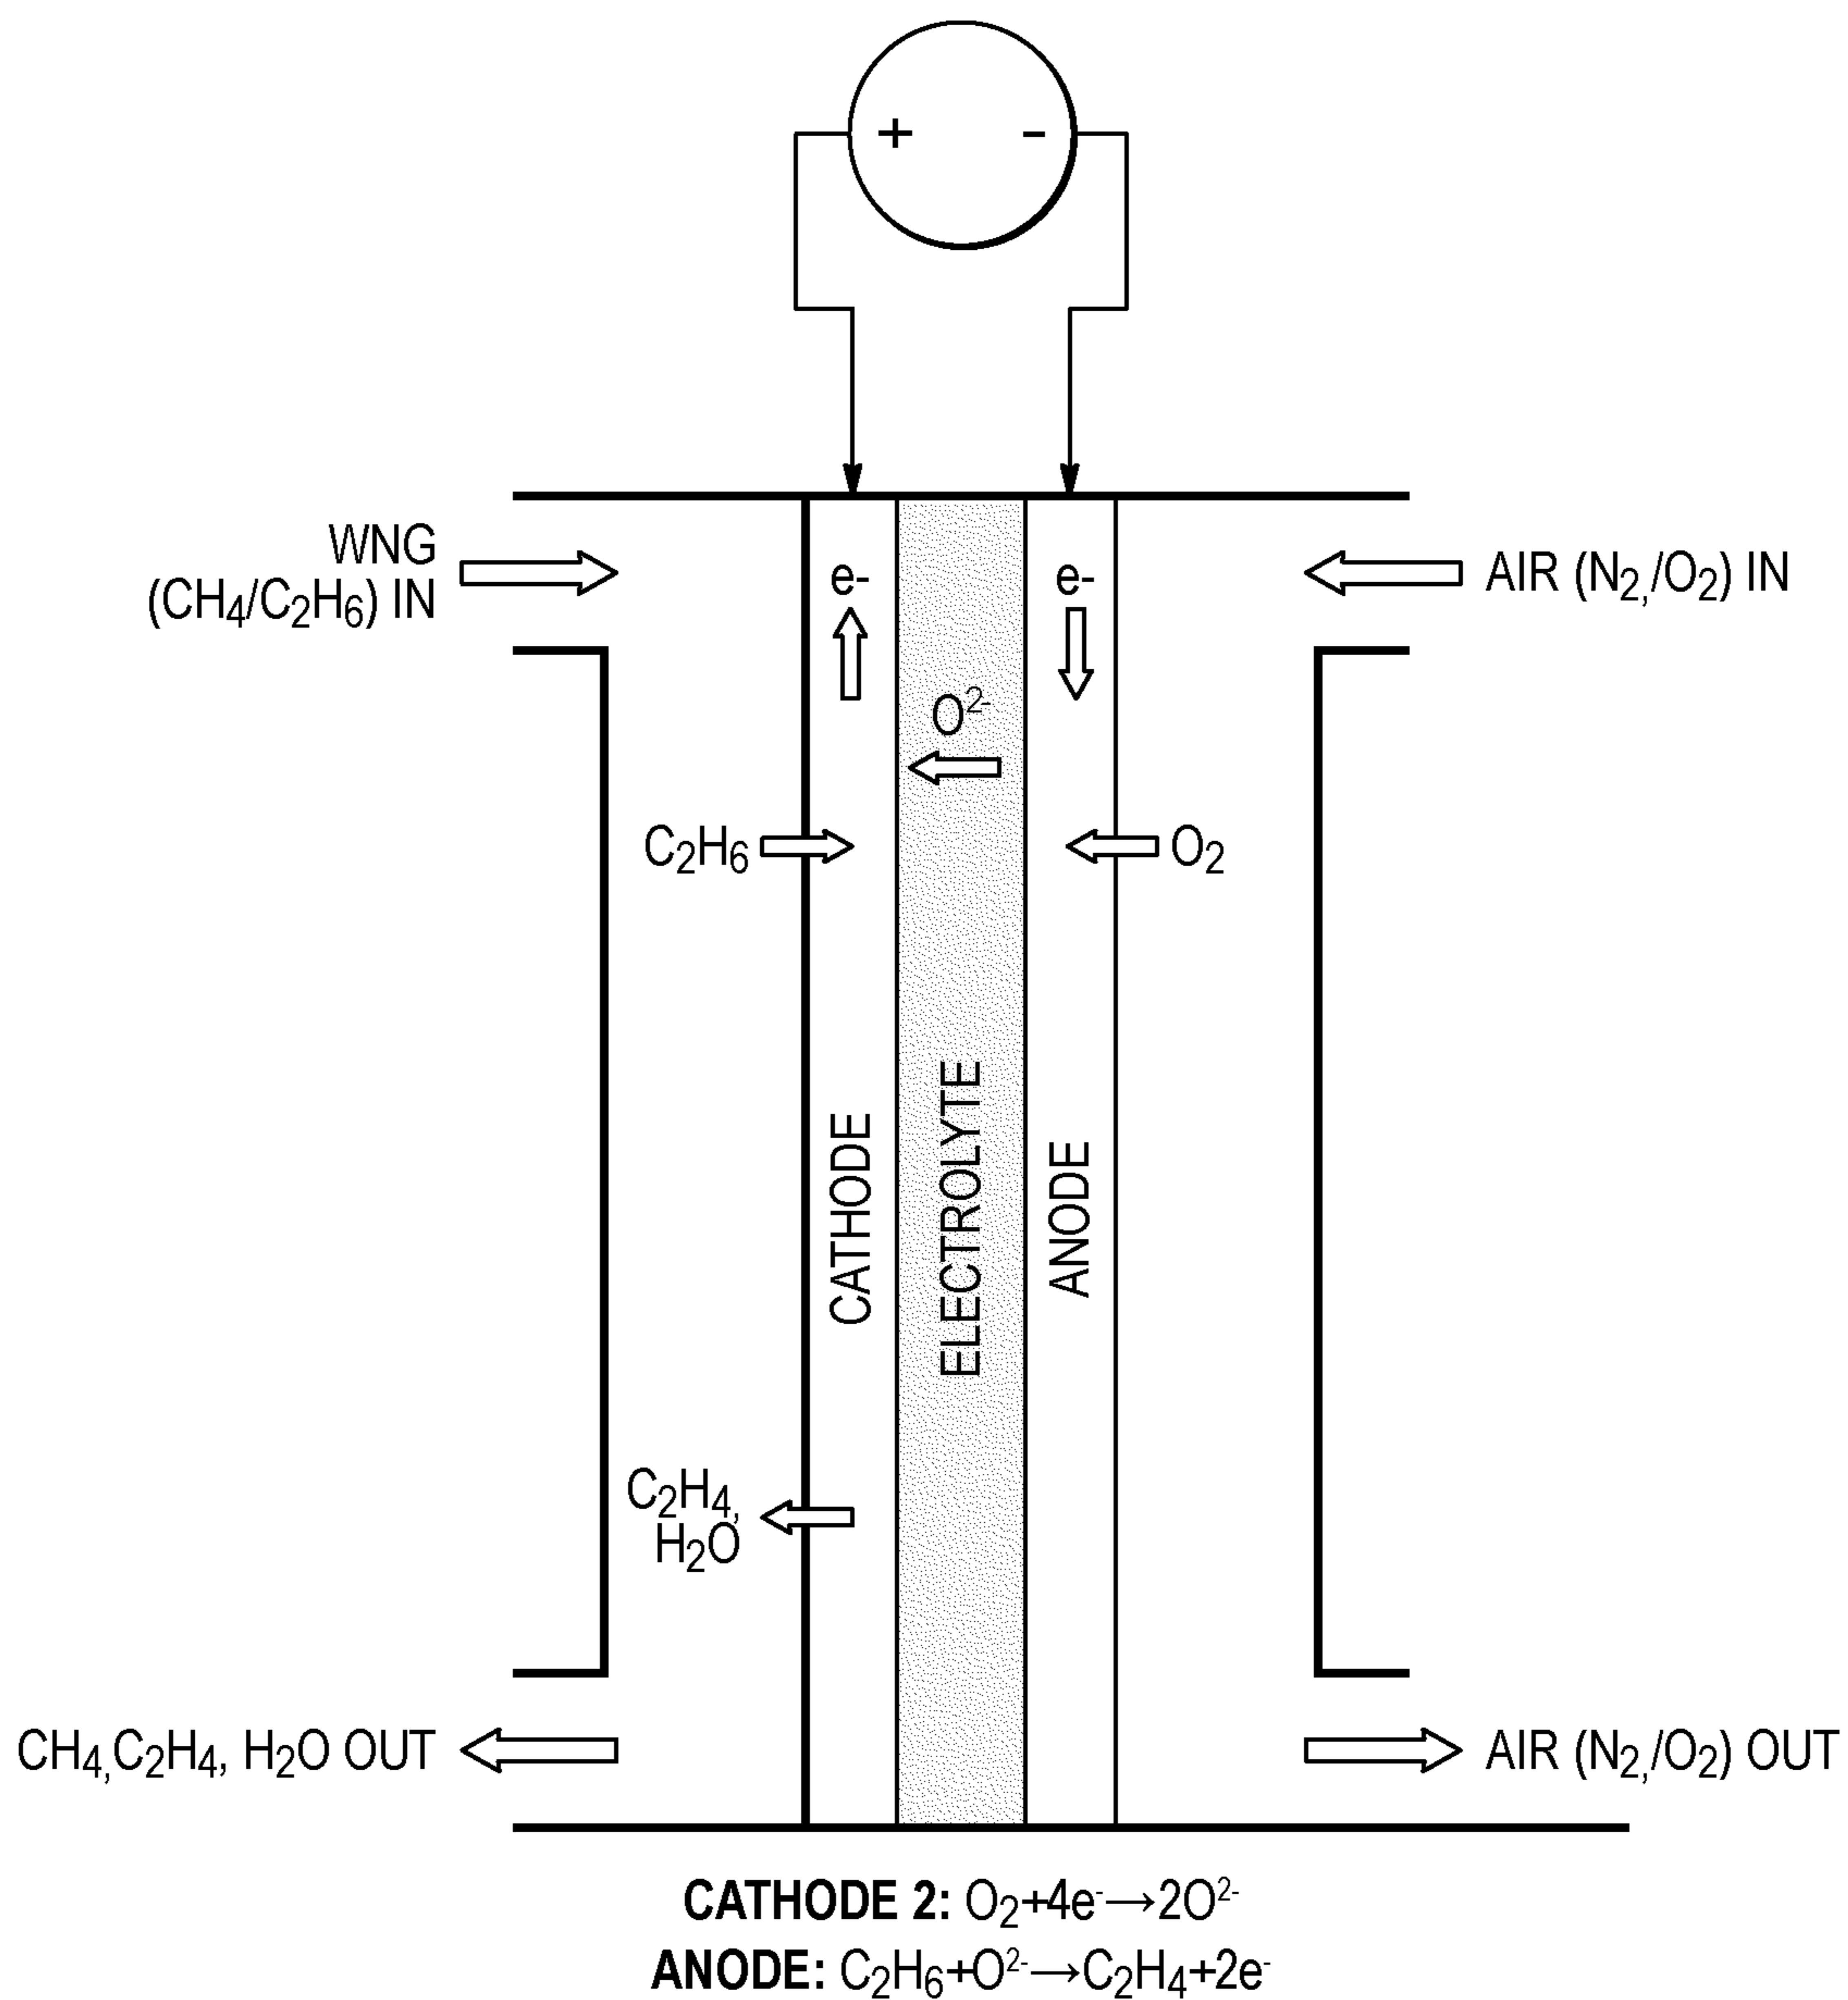 + -
WNG
(CH₄/C₂H₆) IN
e-
e-
AIR (N₂,/O₂) IN
O²⁻
C₂H₆
O₂
CATHODE
ELECTROLYTE
ANODE
C₂H₄,
H₂O
CH₄,C₂H₄, H₂O OUT
AIR (N₂,/O₂) OUT
CATHODE 2: O₂+4e⁻→2O²⁻
ANODE: C₂H₆+O²⁻→C₂H₄+2e⁻